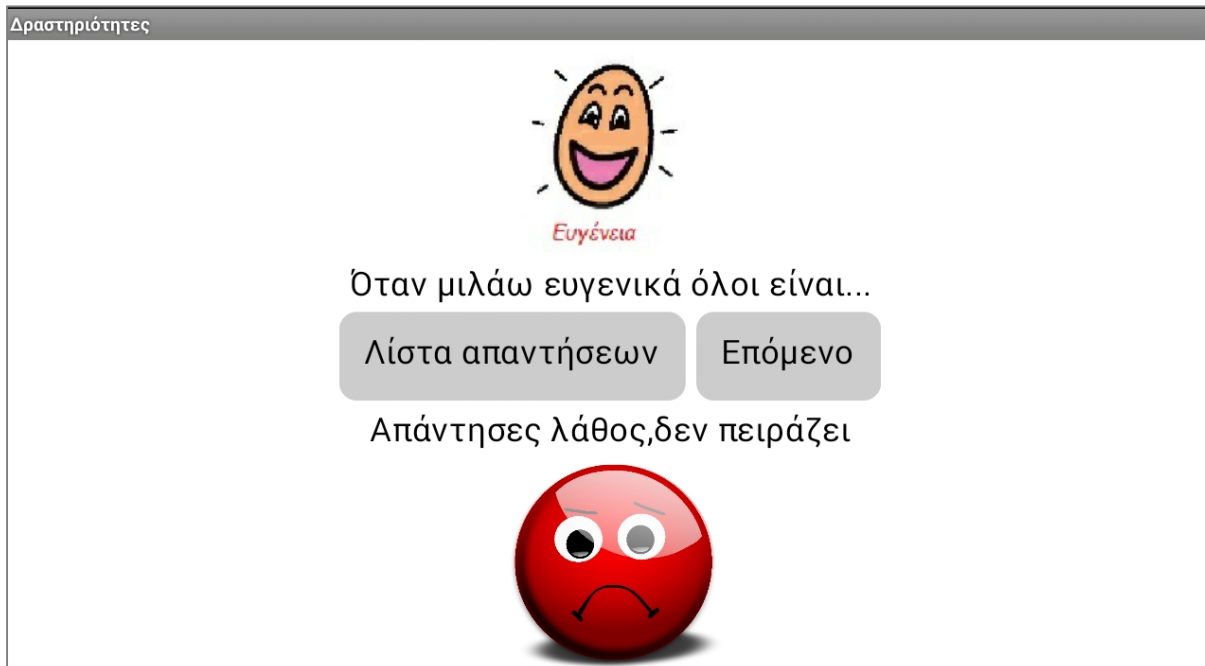 Δραστηριότητες
Ευγένεια
Όταν μιλάω ευγενικά όλοι είναι...
Λίστα απαντήσεων Επόμενο
Απάντησες λάθος,δεν πειράζει